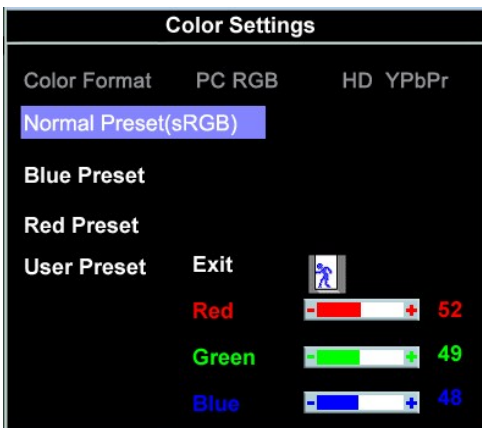 Color Settings
Color Format PC RGB HD YPbPr
Normal Preset(sRGB)
Blue Preset
Red Preset
User Preset Exit
Red - + 52
Green - + 49
Blue - + 48